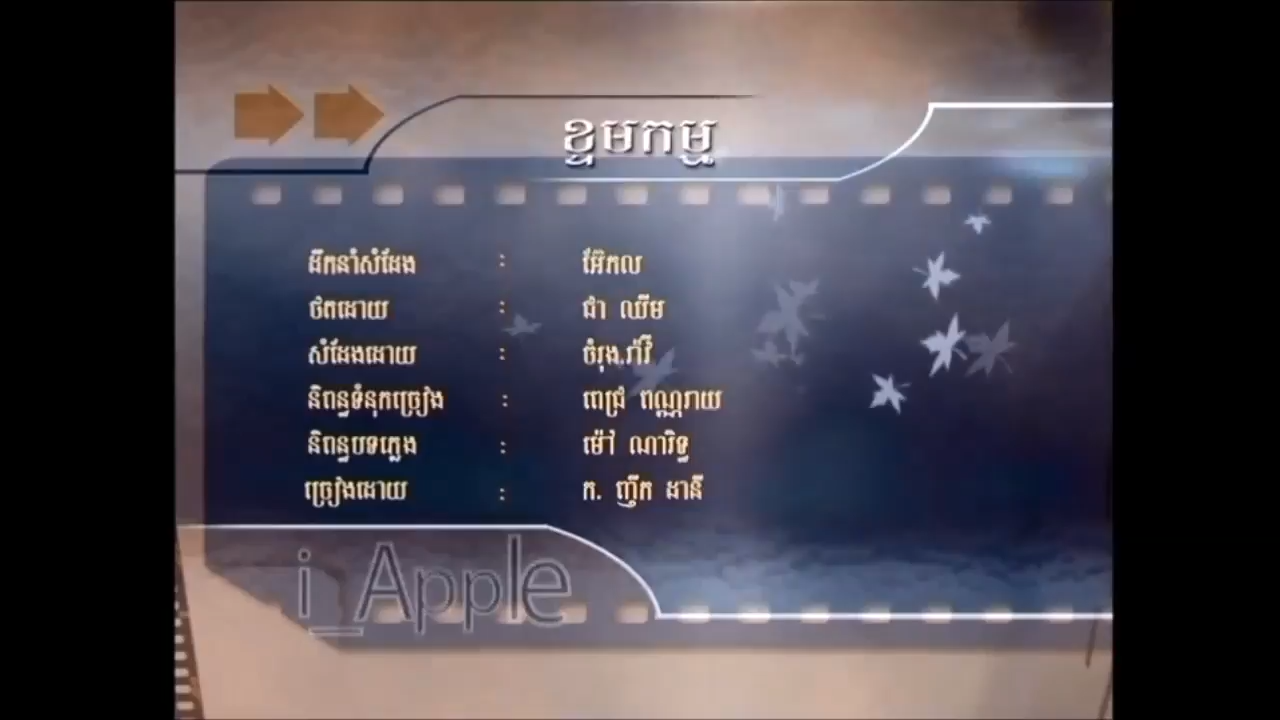 ខ្ទមកម្ម
ដឹកនាំសំដែង : អ៊ែភល
ថតដោយ : ជា ឈឹម
សំដែងដោយ : ចំរុង.រ៉ាវី
និពន្ធទំនុកច្រៀង : ពេជ្រ ពណ្ណរាយ
និពន្ធបទភ្លេង : ម៉ៅ ណារិទ្ធ
ច្រៀងដោយ : ក. ញ៉ឹក ដានី
i_Apple